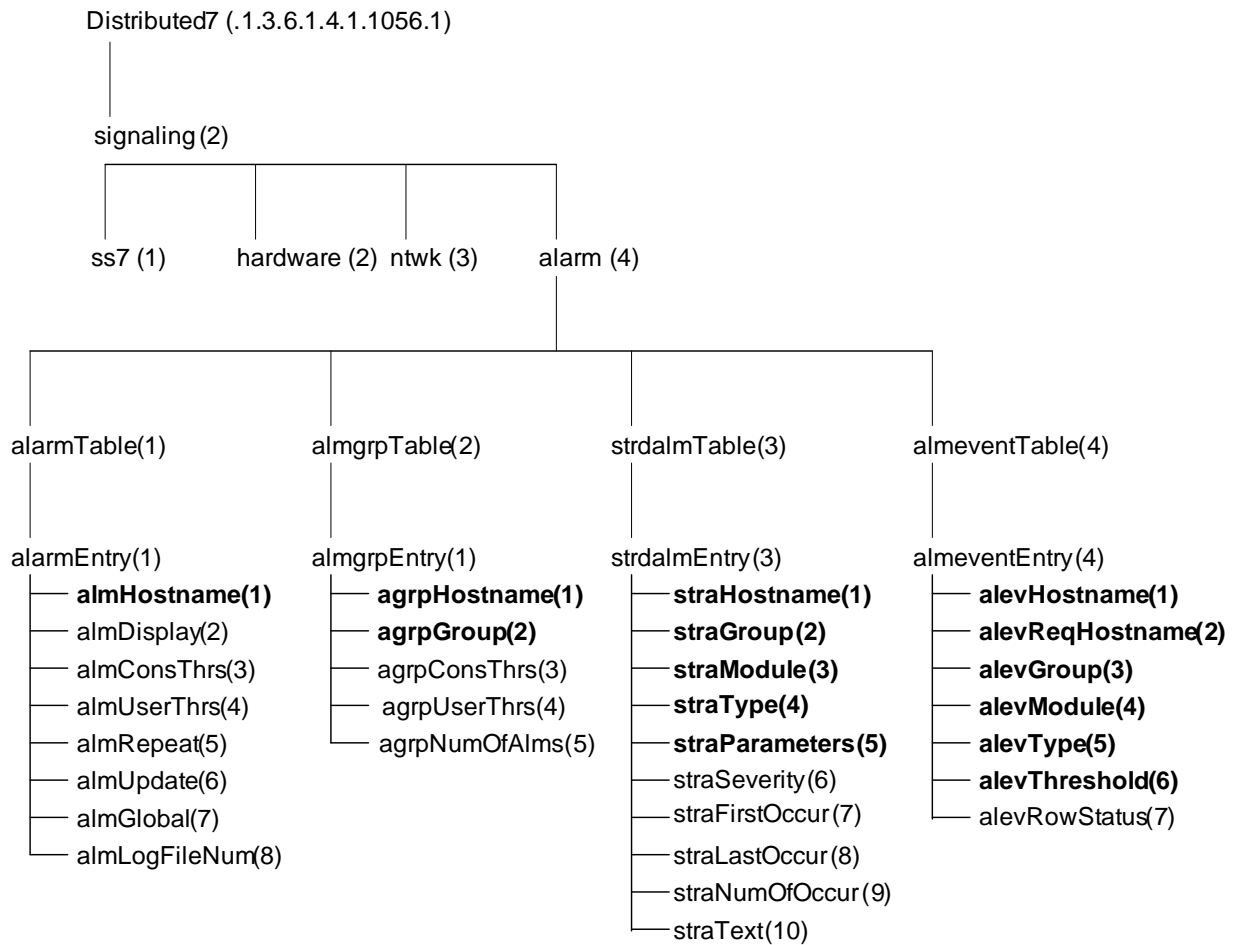 Distributed7 (.1.3.6.1.4.1.1056.1)
signaling (2)
ss7 (1)
hardware (2)
ntwk (3)
alarm (4)
alarmTable(1)
almgrpTable(2)
strdalmTable(3)
almeventTable(4)
alarmEntry(1)
almHostname(1)
almDisplay(2)
almConsThrs(3)
almUserThrs(4)
almRepeat(5)
almUpdate(6)
almGlobal(7)
almLogFileNum(8)
almgrpEntry(1)
agrpHostname(1)
agrpGroup(2)
agrpConsThrs(3)
agrpUserThrs(4)
agrpNumOfAlms(5)
strdalmEntry(3)
straHostname(1)
straGroup(2)
straModule(3)
straType(4)
straParameters(5)
straSeverity(6)
straFirstOccur(7)
straLastOccur(8)
straNumOfOccur(9)
straText(10)
almeventEntry(4)
alevHostname(1)
alevReqHostname(2)
alevGroup(3)
alevModule(4)
alevType(5)
alevThreshold(6)
alevRowStatus(7)